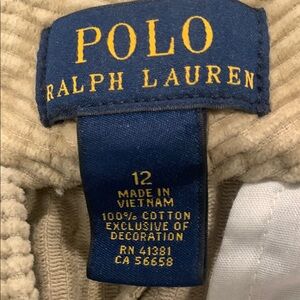 POLO
RALPH LAUREN
12
MADE IN
VIETNAM
100% COTTON
EXCLUSIVE OF
DECORATION
RN 41381
CA 56658